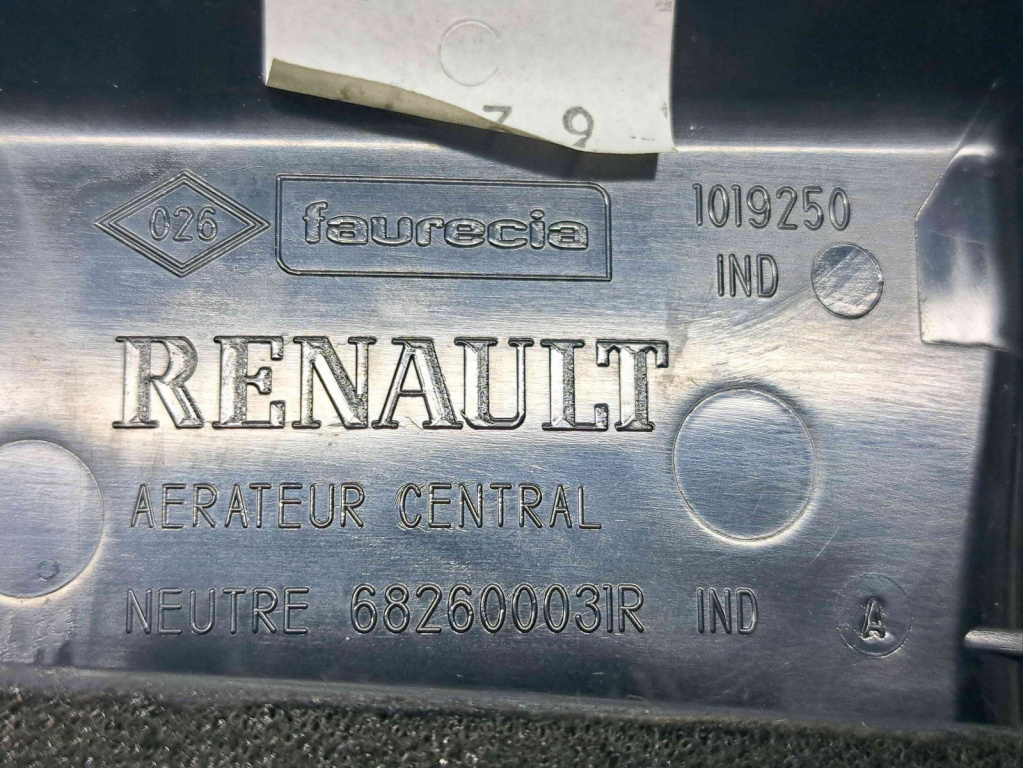 79
026 faurecia 1019250
IND
RENAULT
AERATEUR CENTRAL
NEUTRE 682600031R IND A